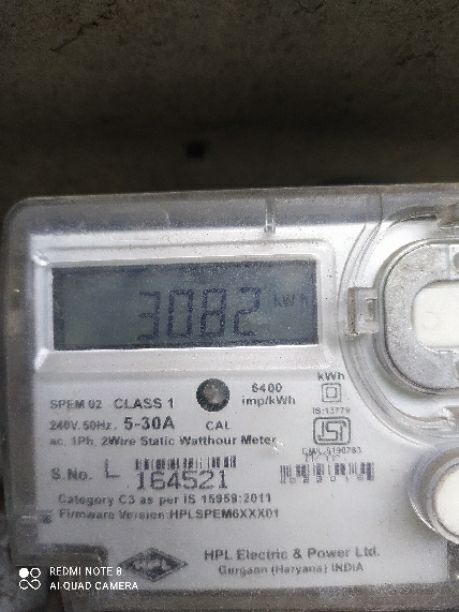 3082 kWh
SPEM 02 CLASS 1
6400 imp/kWh
kWh
240V. 50Hz. 5-30A
CAL
IS:13779
ac. 1Ph. 2Wire Static Watthour Meter
ISI
S.No. L 164521
Category C3 as per IS 15959:2011
Firmware Version:HPLSPEM6XXX01
HPL
HPL Electric & Power Ltd.
Gurgaon (Haryana) INDIA
REDMI NOTE 8
AI QUAD CAMERA